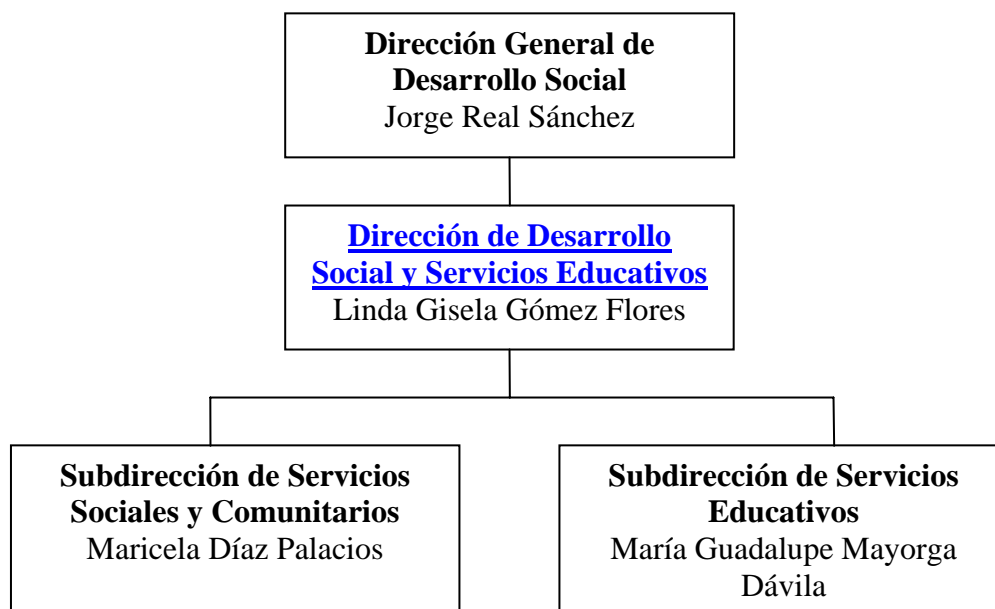 Dirección General de
Desarrollo Social
Jorge Real Sánchez
Dirección de Desarrollo
Social y Servicios Educativos
Linda Gisela Gómez Flores
Subdirección de Servicios
Sociales y Comunitarios
Maricela Díaz Palacios
Subdirección de Servicios
Educativos
María Guadalupe Mayorga
Dávila